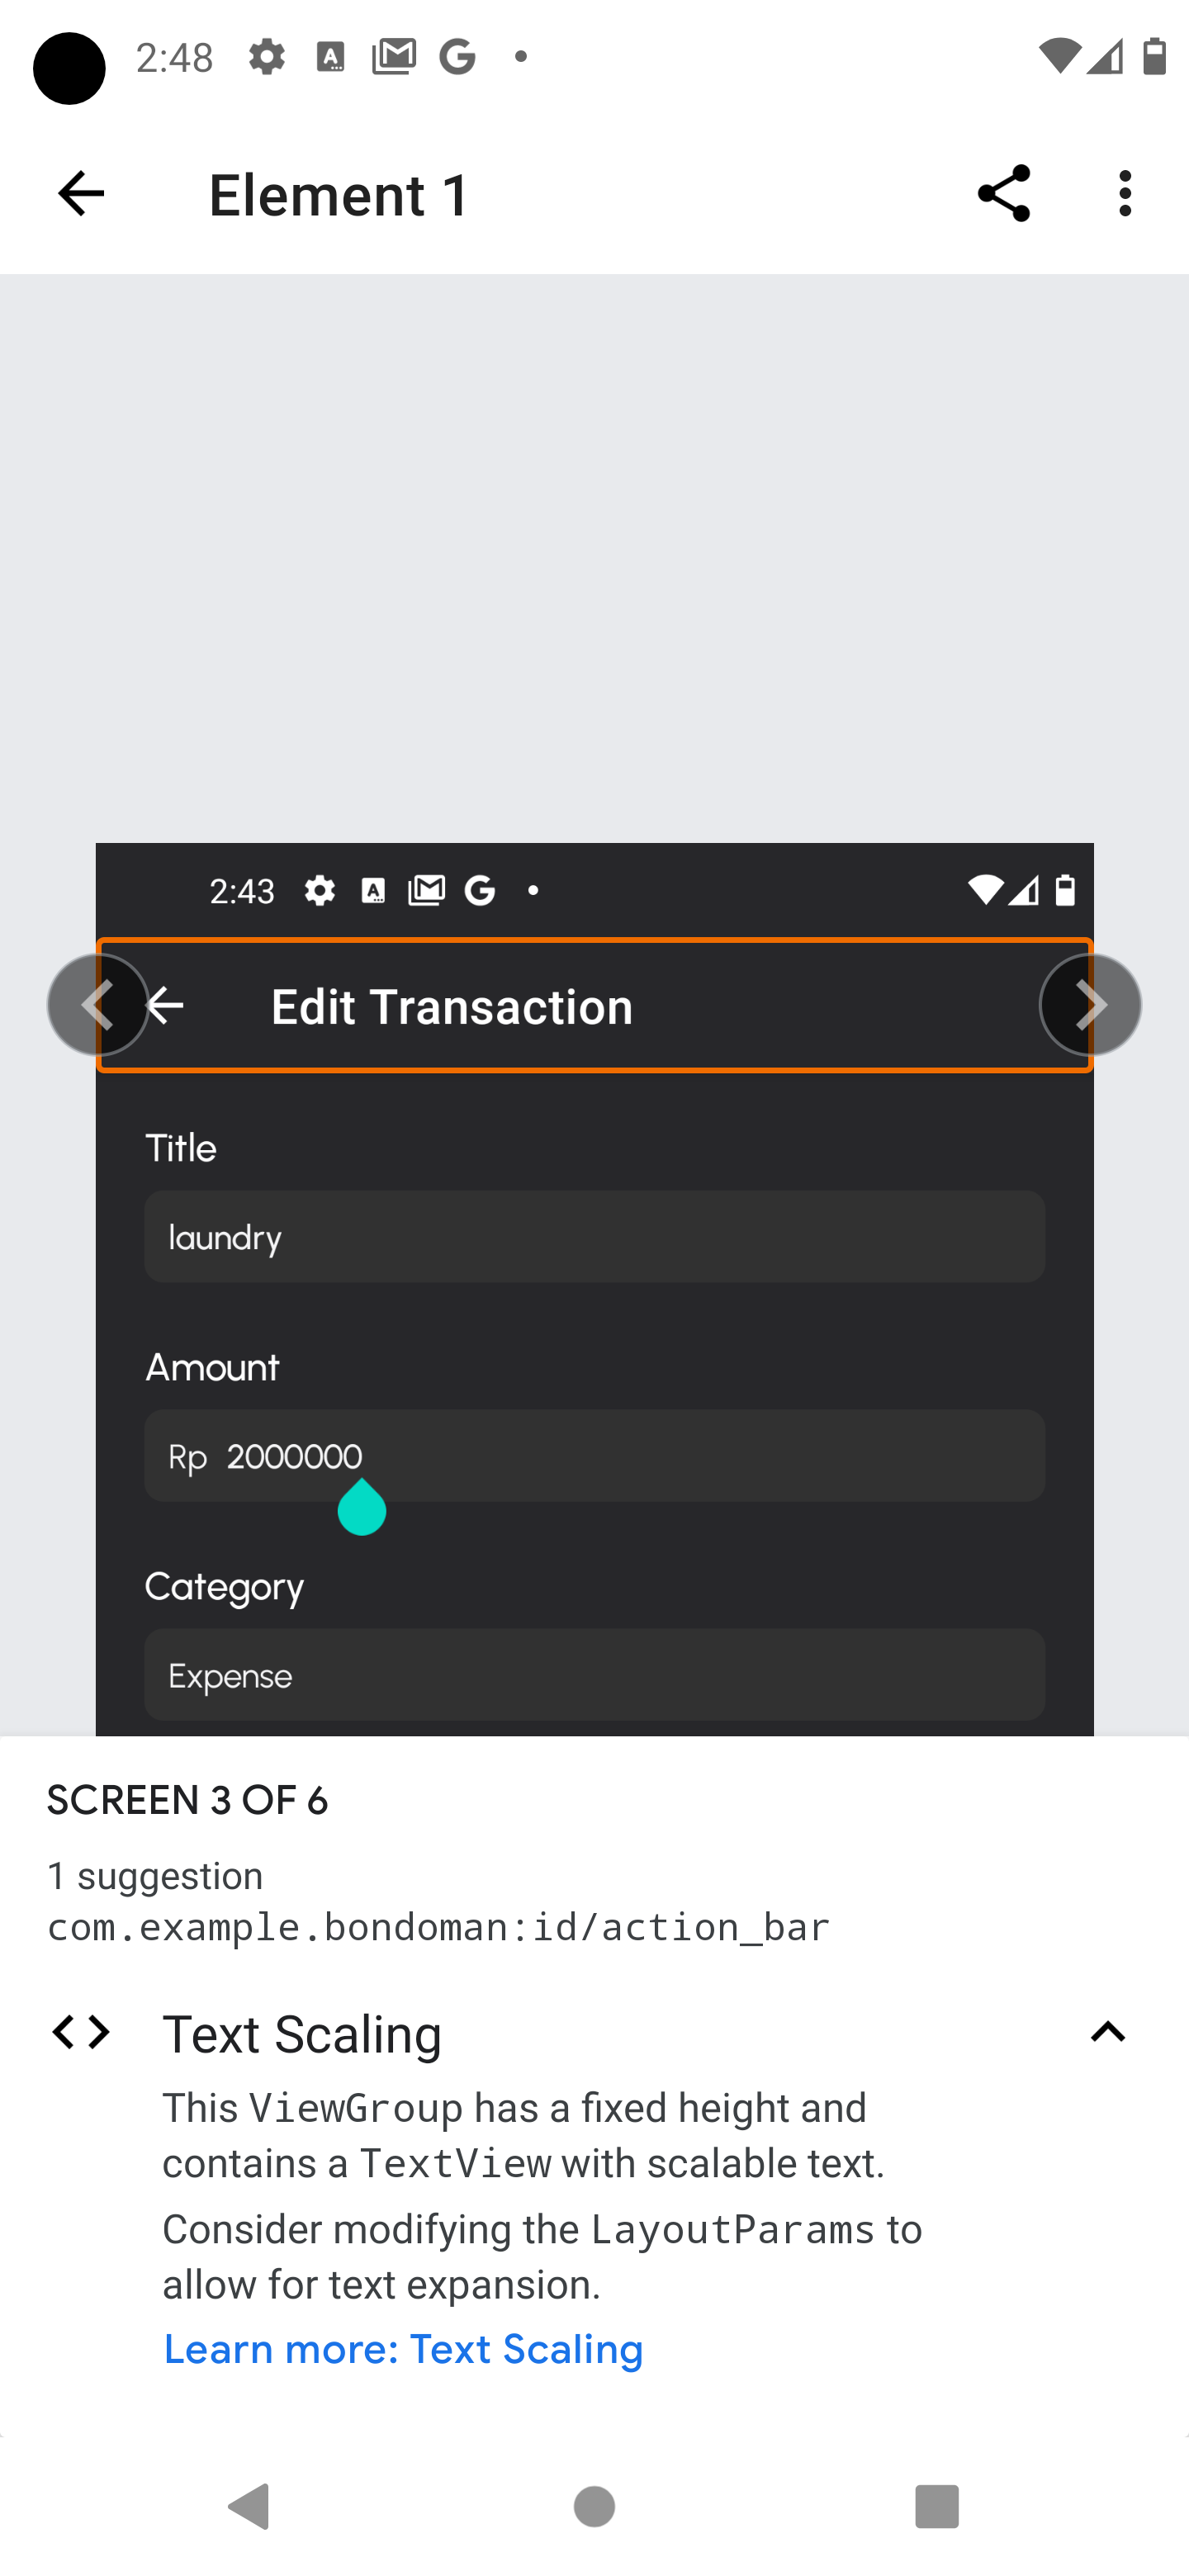 2:48
Element 1
2:43
Edit Transaction
Title
laundry
Amount
Rp 2000000
Category
Expense
SCREEN 3 OF 6
1 suggestion
com.example.bondoman:id/action_bar
Text Scaling
This ViewGroup has a fixed height and
contains a TextView with scalable text.
Consider modifying the LayoutParams to
allow for text expansion.
Learn more: Text Scaling